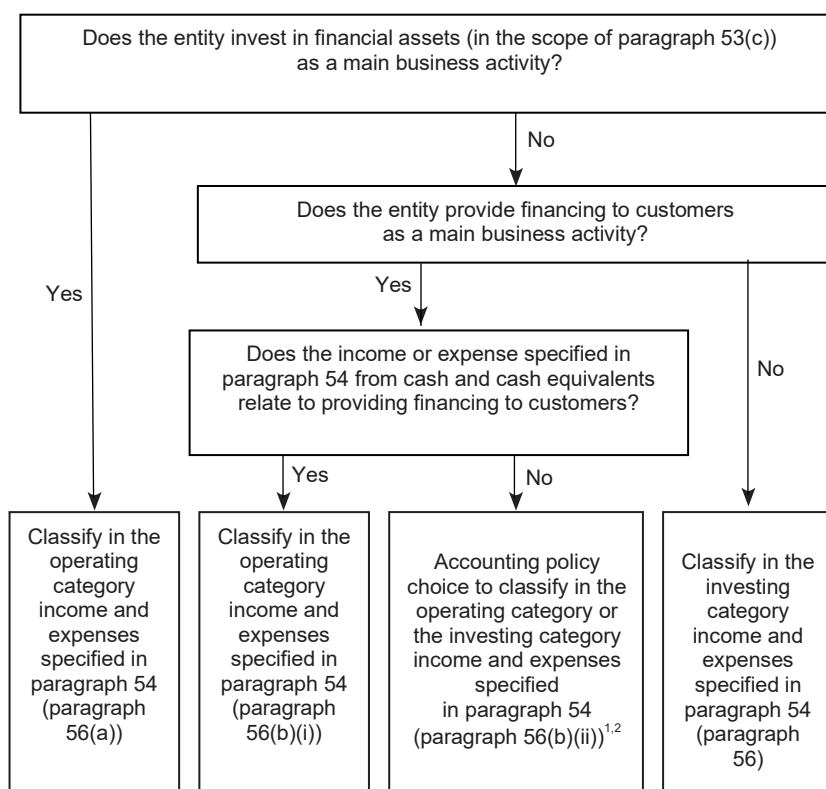 Does the entity invest in financial assets (in the scope of paragraph 53(c))
as a main business activity?
No
Does the entity provide financing to customers
as a main business activity?
Yes
Yes
No
Does the income or expense specified in
paragraph 54 from cash and cash equivalents
relate to providing financing to customers?
Yes
No
Classify in the
operating
category
income and
expenses
specified in
paragraph 54
(paragraph
56(a))
Classify in the
operating
category
income and
expenses
specified in
paragraph 54
(paragraph
56(b)(i))
Accounting policy
choice to classify in the
operating category or
the investing category
income and expenses
specified
in paragraph 54
(paragraph 56(b)(ii))1,2
Classify in the
investing
category
income and
expenses
specified in
paragraph 54
(paragraph
56)